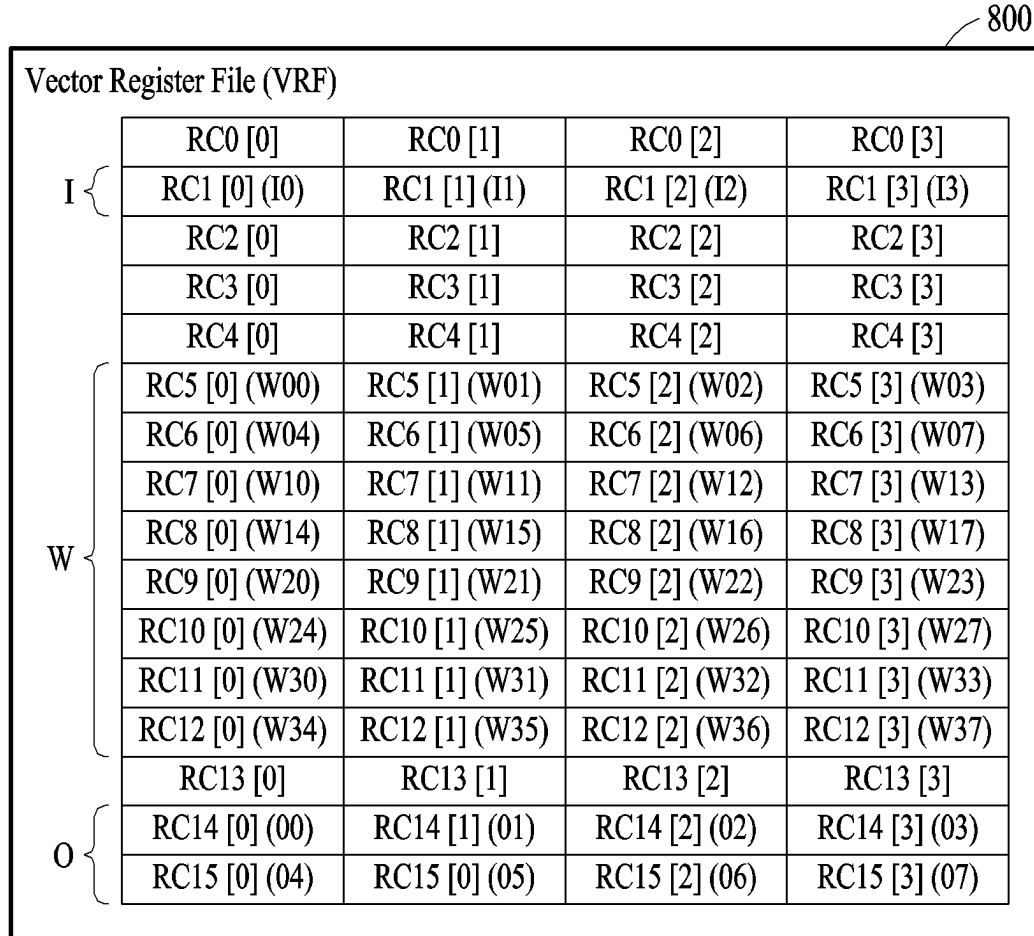 800
Vector Register File (VRF)
RC0 [0] RC0 [1] RC0 [2] RC0 [3]
I RC1 [0] (I0) RC1 [1] (I1) RC1 [2] (I2) RC1 [3] (I3)
RC2 [0] RC2 [1] RC2 [2] RC2 [3]
RC3 [0] RC3 [1] RC3 [2] RC3 [3]
RC4 [0] RC4 [1] RC4 [2] RC4 [3]
RC5 [0] (W00) RC5 [1] (W01) RC5 [2] (W02) RC5 [3] (W03)
RC6 [0] (W04) RC6 [1] (W05) RC6 [2] (W06) RC6 [3] (W07)
RC7 [0] (W10) RC7 [1] (W11) RC7 [2] (W12) RC7 [3] (W13)
W RC8 [0] (W14) RC8 [1] (W15) RC8 [2] (W16) RC8 [3] (W17)
RC9 [0] (W20) RC9 [1] (W21) RC9 [2] (W22) RC9 [3] (W23)
RC10 [0] (W24) RC10 [1] (W25) RC10 [2] (W26) RC10 [3] (W27)
RC11 [0] (W30) RC11 [1] (W31) RC11 [2] (W32) RC11 [3] (W33)
RC12 [0] (W34) RC12 [1] (W35) RC12 [2] (W36) RC12 [3] (W37)
RC13 [0] RC13 [1] RC13 [2] RC13 [3]
O RC14 [0] (00) RC14 [1] (01) RC14 [2] (02) RC14 [3] (03)
RC15 [0] (04) RC15 [0] (05) RC15 [2] (06) RC15 [3] (07)